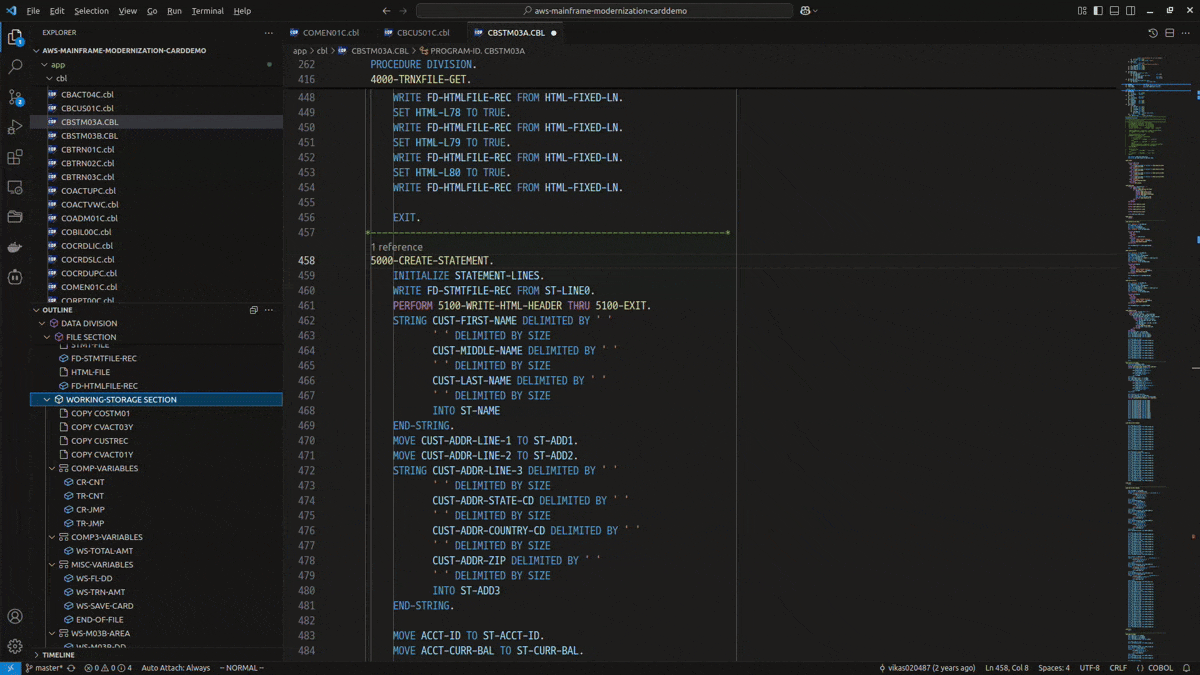 File Edit Selection View Go Run Terminal Help
aws-mainframe-modernization-carddemo
EXPLORER
AWS-MAINFRAME-MODERNIZATION-CARDDEMO
app
cbl
CBACT04C.cbl
CBCUS01C.cbl
CBSTM03A.CBL
CBSTM03B.CBL
CBTRN01C.cbl
CBTRN02C.cbl
CBTRN03C.cbl
COACTUPC.cbl
COACTVWC.cbl
COADM01C.cbl
COBIL00C.cbl
COCRDLIC.cbl
COCRDSLC.cbl
COCRDUPC.cbl
COMEN01C.cbl
CORPT00C.cbl
OUTLINE
DATA DIVISION
FILE SECTION
STMT-FILE
FD-STMTFILE-REC
HTML-FILE
FD-HTMLFILE-REC
WORKING-STORAGE SECTION
COPY COSTM01
COPY CVACT03Y
COPY CUSTREC
COPY CVACT01Y
COMP-VARIABLES
CR-CNT
TR-CNT
CR-JMP
TR-JMP
COMP3-VARIABLES
WS-TOTAL-AMT
MISC-VARIABLES
WS-FL-DD
WS-TRN-AMT
WS-SAVE-CARD
END-OF-FILE
WS-M03B-AREA
WS-M03B-DD
TIMELINE
COMEN01C.cbl CBCUS01C.cbl CBSTM03A.CBL
app > cbl > CBSTM03A.CBL > PROGRAM-ID. CBSTM03A
262 PROCEDURE DIVISION.
416 4000-TRNXFILE-GET.
448 WRITE FD-HTMLFILE-REC FROM HTML-FIXED-LN.
449 SET HTML-L78 TO TRUE.
450 WRITE FD-HTMLFILE-REC FROM HTML-FIXED-LN.
451 SET HTML-L79 TO TRUE.
452 WRITE FD-HTMLFILE-REC FROM HTML-FIXED-LN.
453 SET HTML-L80 TO TRUE.
454 WRITE FD-HTMLFILE-REC FROM HTML-FIXED-LN.
455
456 EXIT.
457 *---------------------------------------------------------------*
1 reference
458 5000-CREATE-STATEMENT.
459 INITIALIZE STATEMENT-LINES.
460 WRITE FD-STMTFILE-REC FROM ST-LINE0.
461 PERFORM 5100-WRITE-HTML-HEADER THRU 5100-EXIT.
462 STRING CUST-FIRST-NAME DELIMITED BY ' '
463 ' ' DELIMITED BY SIZE
464 CUST-MIDDLE-NAME DELIMITED BY ' '
465 ' ' DELIMITED BY SIZE
466 CUST-LAST-NAME DELIMITED BY ' '
467 ' ' DELIMITED BY SIZE
468 INTO ST-NAME
469 END-STRING.
470 MOVE CUST-ADDR-LINE-1 TO ST-ADD1.
471 MOVE CUST-ADDR-LINE-2 TO ST-ADD2.
472 STRING CUST-ADDR-LINE-3 DELIMITED BY ' '
473 ' ' DELIMITED BY SIZE
474 CUST-ADDR-STATE-CD DELIMITED BY ' '
475 ' ' DELIMITED BY SIZE
476 CUST-ADDR-COUNTRY-CD DELIMITED BY ' '
477 ' ' DELIMITED BY SIZE
478 CUST-ADDR-ZIP DELIMITED BY ' '
479 ' ' DELIMITED BY SIZE
480 INTO ST-ADD3
481 END-STRING.
482
483 MOVE ACCT-ID TO ST-ACCT-ID.
484 MOVE ACCT-CURR-BAL TO ST-CURR-BAL.
master* 0 0 4 Auto Attach: Always -- NORMAL -- vikas020487 (2 years ago) Ln 458, Col 8 Spaces: 4 UTF-8 CRLF {} COBOL